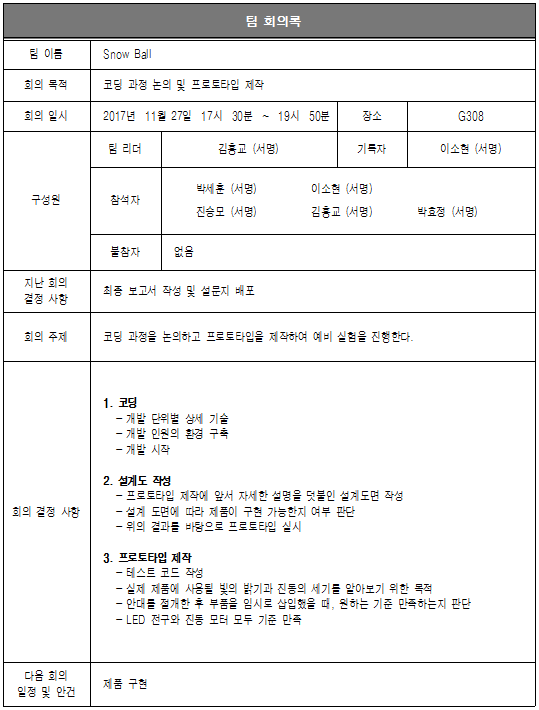 팀 회의록
팀 이름 Snow Ball
회의 목적 코딩 과정 논의 및 프로토타입 제작
회의 일시 2017년 11월 27일 17시 30분 ~ 19시 50분 장소 G308
구성원
팀 리더 김홍교 (서명) 기록자 이소현 (서명)
참석자
박세훈 (서명) 이소현 (서명)
진승모 (서명) 김홍교 (서명) 박효정 (서명)
불참자 없음
지난 회의
결정 사항
최종 보고서 작성 및 설문지 배포
회의 주제 코딩 과정을 논의하고 프로토타입을 제작하여 예비 실험을 진행한다.
회의 결정 사항
1. 코딩
- 개발 단위별 상세 기술
- 개발 인원의 환경 구축
- 개발 시작
2. 설계도 작성
- 프로토타입 제작에 앞서 자세한 설명을 덧붙인 설계도면 작성
- 설계 도면에 따라 제품이 구현 가능한지 여부 판단
- 위의 결과를 바탕으로 프로토타입 실시
3. 프로토타입 제작
- 테스트 코드 작성
- 실제 제품에 사용될 빛의 밝기과 진동의 세기를 알아보기 위한 목적
- 안대를 절개한 후 부품을 임시로 삽입했을 때, 원하는 기준 만족하는지 판단
- LED 전구와 진동 모터 모두 기준 만족
다음 회의
일정 및 안건
제품 구현